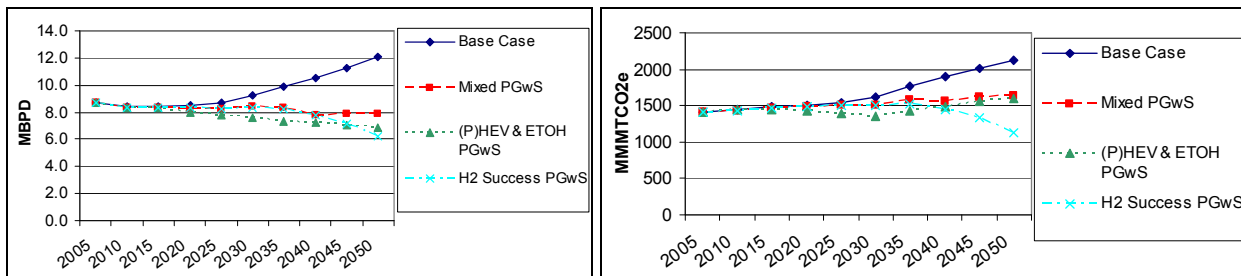 MBPD
14.0
12.0
10.0
8.0
6.0
4.0
2.0
0.0
2005
2010
2015
2020
2025
2030
2035
2040
2045
2050
Base Case
Mixed PGwS
(P)HEV & ETOH
PGwS
H2 Success PGwS
MMMTCO2e
2500
2000
1500
1000
500
0
2005
2010
2015
2020
2025
2030
2035
2040
2045
2050
Base Case
Mixed PGwS
(P)HEV & ETOH
PGwS
H2 Success PGwS